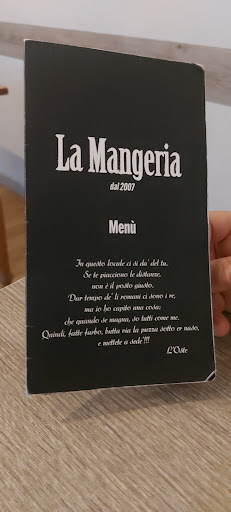 La Mangeria
dal 2007
Menù
In questo locale ci si da' del tu.
Se te piacciono le distanze,
non è il posto giusto.
Dar tempo de' li romani ci sono i re,
ma io ho capito una cosa:
che quando se magna, so tutti come me.
Quindi, fatte furbo, butta via la puzza sotto er naso,
e mettete a sede'!!!
L'Oste